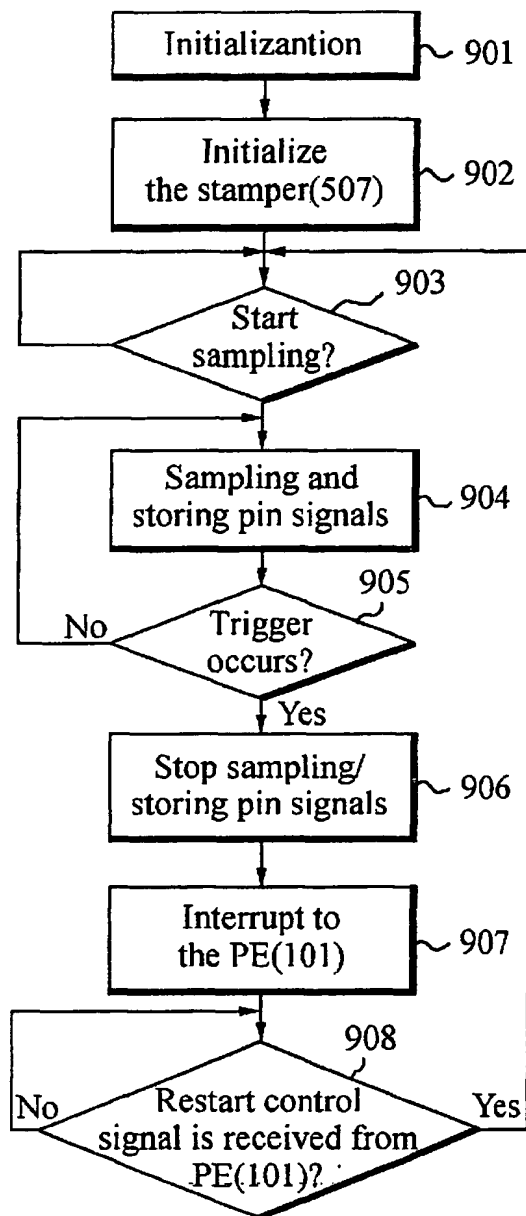 Initializantion
901
Initialize
the stamper(507)
902
903
Start
sampling?
Sampling and
storing pin signals
904
905
No
Trigger
occurs?
Yes
Stop sampling/
storing pin signals
906
Interrupt to
the PE(101)
907
908
No
Restart control
signal is received from
PE(101)?
Yes